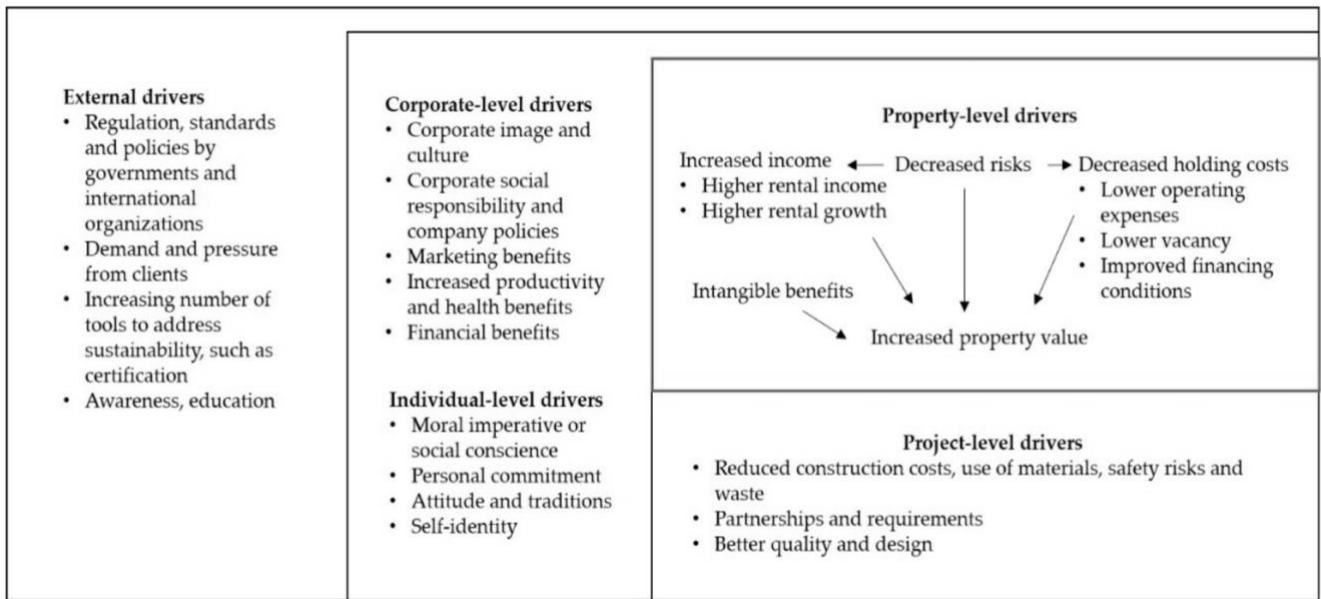 External drivers
• Regulation, standards
and policies by
governments and
international
organizations
• Demand and pressure
from clients
• Increasing number of
tools to address
sustainability, such as
certification
• Awareness, education
Corporate-level drivers
• Corporate image and
culture
• Corporate social
responsibility and
company policies
• Marketing benefits
• Increased productivity
and health benefits
• Financial benefits
Individual-level drivers
• Moral imperative or
social conscience
• Personal commitment
• Attitude and traditions
• Self-identity
Property-level drivers
Increased income
• Higher rental income
• Higher rental growth
Decreased risks
Decreased holding costs
• Lower operating
expenses
• Lower vacancy
• Improved financing
conditions
Intangible benefits
Increased property value
Project-level drivers
• Reduced construction costs, use of materials, safety risks and
waste
• Partnerships and requirements
• Better quality and design